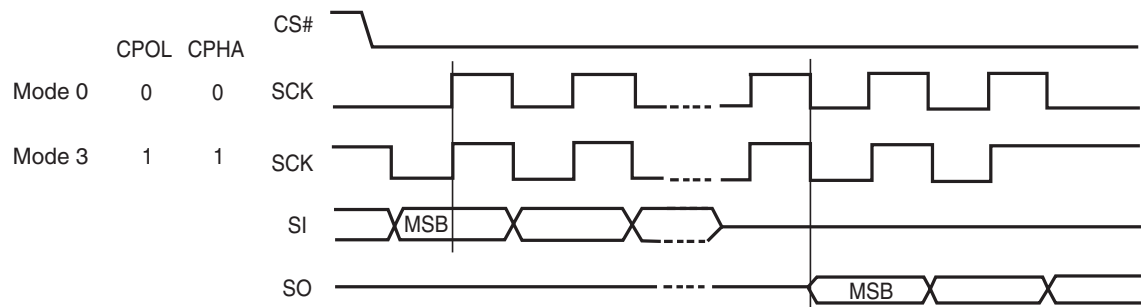 CS#
CPOL CPHA
Mode 0 0 0 SCK
Mode 3 1 1 SCK
SI MSB
SO MSB